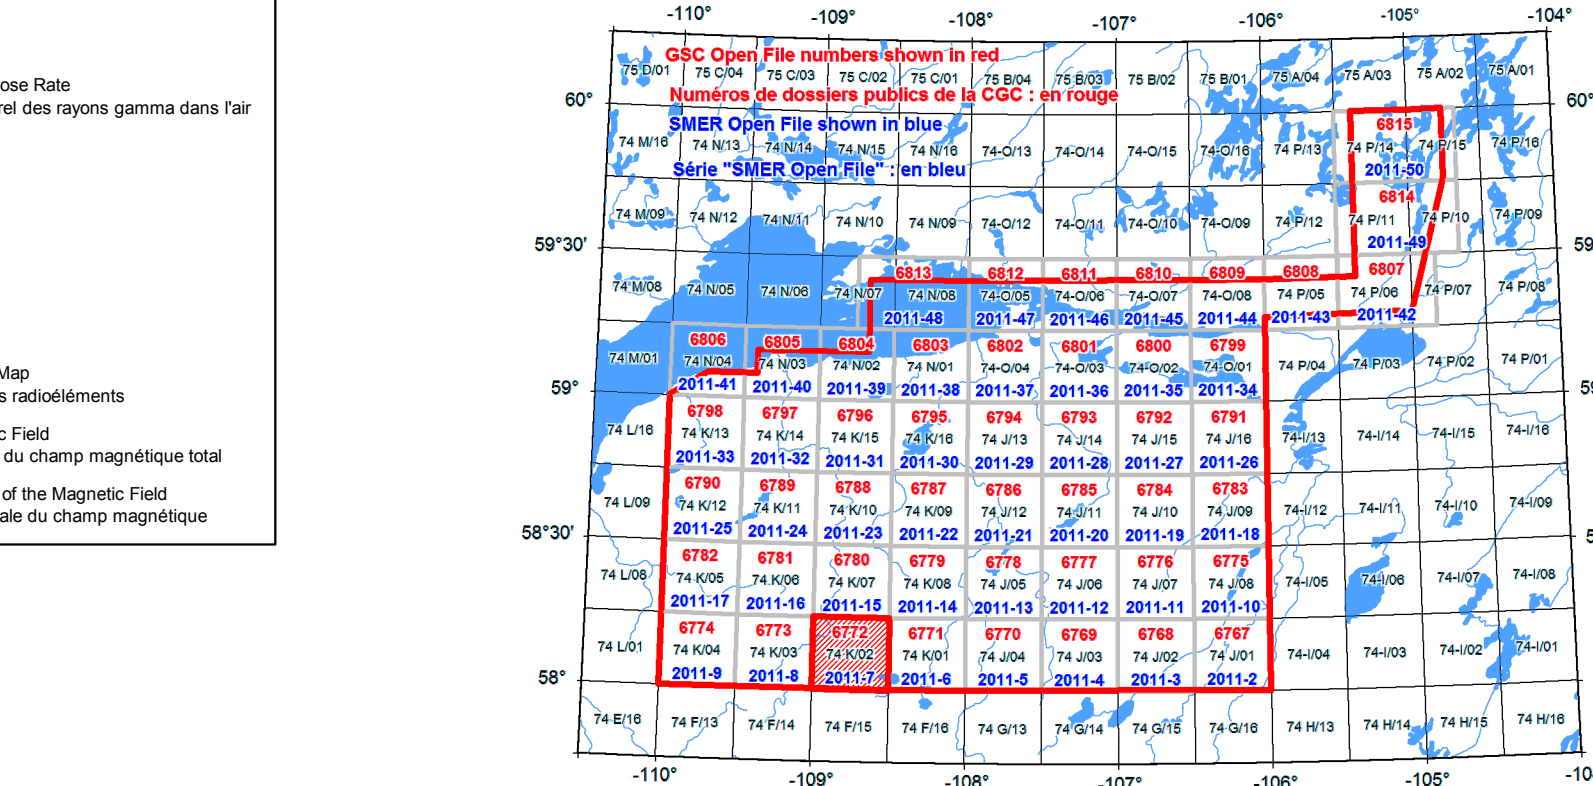 ose Rate
rel des rayons gamma dans l'air
Map
s radioéléments
c Field
du champ magnétique total
of the Magnetic Field
ale du champ magnétique
-110° -109° -108° -107° -106° -105° -104°
GSC Open File numbers shown in red
75 D/01 75 C/04 75 C/03 75 C/02 75 C/01 75 B/04 75 B/03 75 B/02 75 B/01 75 A/04 75 A/03 75 A/02 75 A/01
Numéros de dossiers publics de la CGC : en rouge
60° 60°
SMER Open File shown in blue
6815
74 M/16 74 N/13 74 N/14 74 N/15 74 N/16 74-O/13 74-O/14 74-O/15 74-O/16 74 P/13 74 P/14 74 P/15 74 P/16
Série "SMER Open File" : en bleu
2011-50
6814
74 M/09 74 N/12 74 N/11 74 N/10 74 N/09 74-O/12 74-O/11 74-O/10 74-O/09 74 P/12 74 P/11 74 P/10 74 P/09
2011-49
59°30' 59
6813 6812 6811 6810 6809 6808 6807
74 M/08 74 N/05 74 N/06 74 N/07 74 N/08 74-O/05 74-O/06 74-O/07 74-O/08 74 P/05 74 P/06 74 P/07 74 P/08
2011-48 2011-47 2011-46 2011-45 2011-44 2011-43 2011-42
6806 6805 6804 6803 6802 6801 6800 6799
74 M/01 74 N/04 74 N/03 74 N/02 74 N/01 74-O/04 74-O/03 74-O/02 74-O/01 74 P/04 74 P/03 74 P/02 74 P/01
2011-41 2011-40 2011-39 2011-38 2011-37 2011-36 2011-35 2011-34
59° 59
6798 6797 6796 6795 6794 6793 6792 6791
74 L/16 74 K/13 74 K/14 74 K/15 74 K/16 74 J/13 74 J/14 74 J/15 74 J/16 74-I/13 74-I/14 74-I/15 74-I/16
2011-33 2011-32 2011-31 2011-30 2011-29 2011-28 2011-27 2011-26
6790 6789 6788 6787 6786 6785 6784 6783
74 L/09 74 K/12 74 K/11 74 K/10 74 K/09 74 J/12 74 J/11 74 J/10 74 J/09 74-I/12 74-I/11 74-I/10 74-I/09
2011-25 2011-24 2011-23 2011-22 2011-21 2011-20 2011-19 2011-18
58°30' 5
6782 6781 6780 6779 6778 6777 6776 6775
74 L/08 74 K/05 74 K/06 74 K/07 74 K/08 74 J/05 74 J/06 74 J/07 74 J/08 74-I/05 74-I/06 74-I/07 74-I/08
2011-17 2011-16 2011-15 2011-14 2011-13 2011-12 2011-11 2011-10
6774 6773 6772 6771 6770 6769 6768 6767
74 L/01 74 K/04 74 K/03 74 K/02 74 K/01 74 J/04 74 J/03 74 J/02 74 J/01 74-I/04 74-I/03 74-I/02 74-I/01
2011-9 2011-8 2011-7 2011-6 2011-5 2011-4 2011-3 2011-2
58°
74 E/16 74 F/13 74 F/14 74 F/15 74 F/16 74 G/13 74 G/14 74 G/15 74 G/16 74 H/13 74 H/14 74 H/15 74 H/16
-110° -109° -108° -107° -106° -105° -10